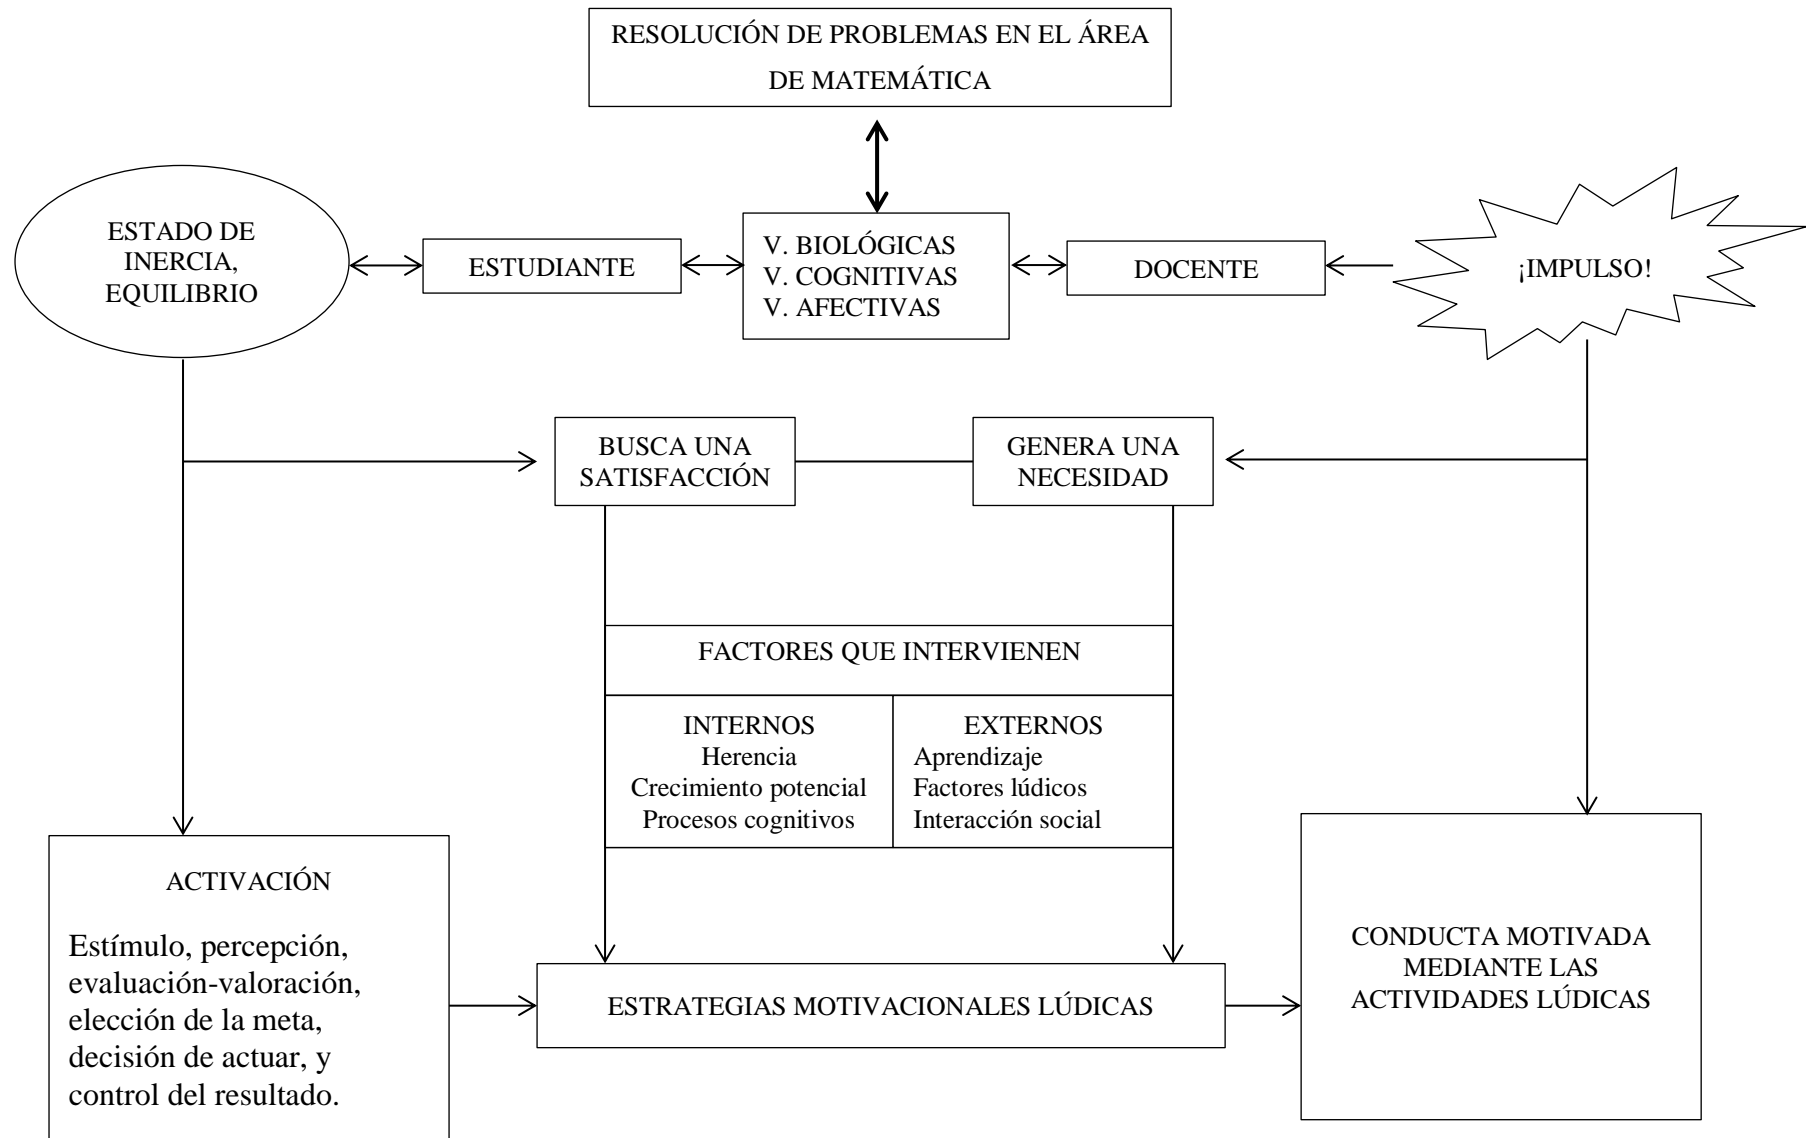 RESOLUCIÓN DE PROBLEMAS EN EL ÁREA
DE MATEMÁTICA
ESTADO DE
INERCIA,
EQUILIBRIO
ESTUDIANTE
V. BIOLÓGICAS
V. COGNITIVAS
V. AFECTIVAS
DOCENTE
¡IMPULSO!
BUSCA UNA
SATISFACCIÓN
GENERA UNA
NECESIDAD
FACTORES QUE INTERVIENEN
INTERNOS
Herencia
Crecimiento potencial
Procesos cognitivos
EXTERNOS
Aprendizaje
Factores lúdicos
Interacción social
ACTIVACIÓN
Estímulo, percepción,
evaluación-valoración,
elección de la meta,
decisión de actuar, y
control del resultado.
ESTRATEGIAS MOTIVACIONALES LÚDICAS
CONDUCTA MOTIVADA
MEDIANTE LAS
ACTIVIDADES LÚDICAS